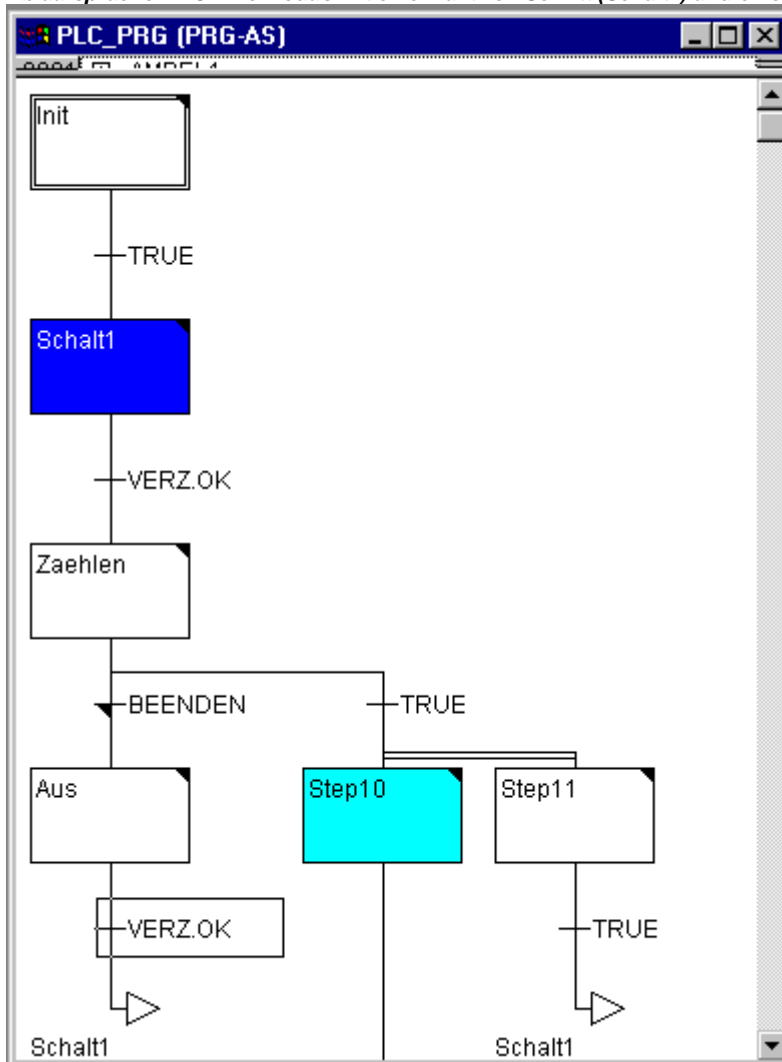 PLC_PRG (PRG-AS)
Init
TRUE
Schalt1
VERZ.OK
Zaehlen
BEENDEN
TRUE
Aus
Step10
Step11
VERZ.OK
TRUE
Schalt1
Schalt1